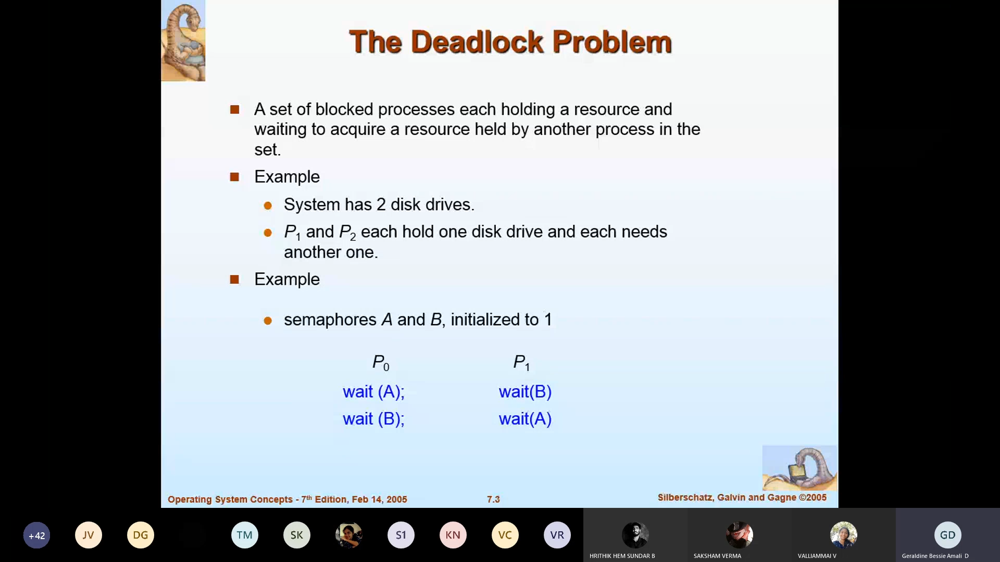 The Deadlock Problem
A set of blocked processes each holding a resource and
waiting to acquire a resource held by another process in the
set.
Example
System has 2 disk drives.
P1 and P2 each hold one disk drive and each needs
another one.
Example
semaphores A and B, initialized to 1
P0 P1
wait (A); wait(B)
wait (B); wait(A)
Operating System Concepts - 7th Edition, Feb 14, 2005 7.3 Silberschatz, Galvin and Gagne ©2005
+42 JV DG TM SK S1 KN VC VR GD
HRITHIK HEM SUNDAR B SAKSHAM VERMA VALLIAMMAI V Geraldine Bessie Amali D